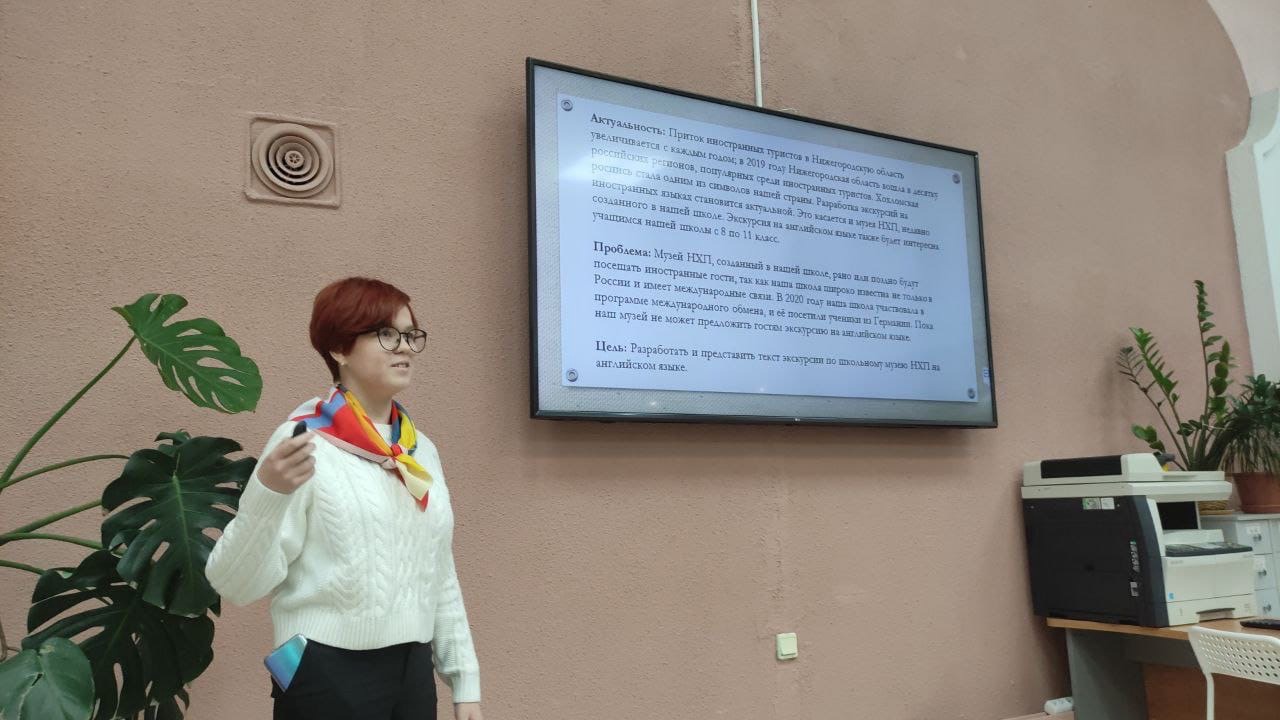 Актуальность: Приток иностранных туристов в Нижегородскую область
увеличивается с каждым годом; в 2019 году Нижегородская область вошла в десятку
российских регионов, популярных среди иностранных туристов. Хохломская
роспись стала одним из символов нашей страны. Разработка экскурсий на
иностранных языках становится актуальной. Это касается и музея НХП, недавно
созданного в нашей школе. Экскурсия на английском языке также будет интересна
учащимся нашей школы с 8 по 11 класс.
Проблема: Музей НХП, созданный в нашей школе, рано или поздно будут
посещать иностранные гости, так как наша школа широко известна не только в
России и имеет международные связи. В 2020 году наша школа участвовала в
программе международного обмена, и её посетили ученики из Германии. Пока
наш музей не может предложить гостям экскурсию на английском языке.
Цель: Разработать и представить текст экскурсии по школьному музею НХП на
английском языке.